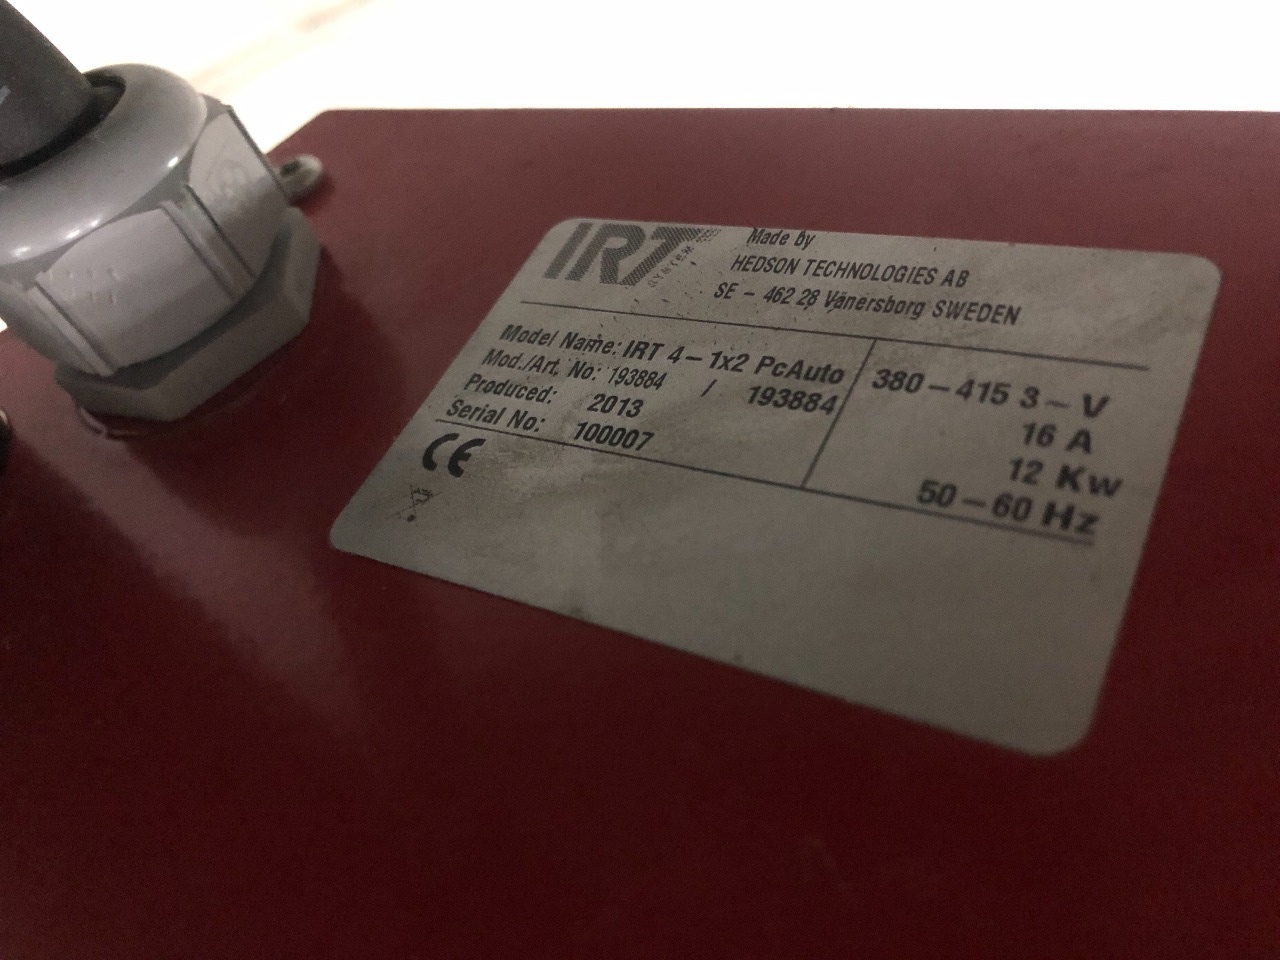 IRT SYSTEM
Made by
HEDSON TECHNOLOGIES AB
SE - 462 28 Vänersborg SWEDEN
Model Name: IRT 4-1x2 PcAuto
Mod./Art. No: 193884 / 193884
Produced: 2013
Serial No: 100007
380-415 3~ V
16 A
12 Kw
50-60 Hz
CE